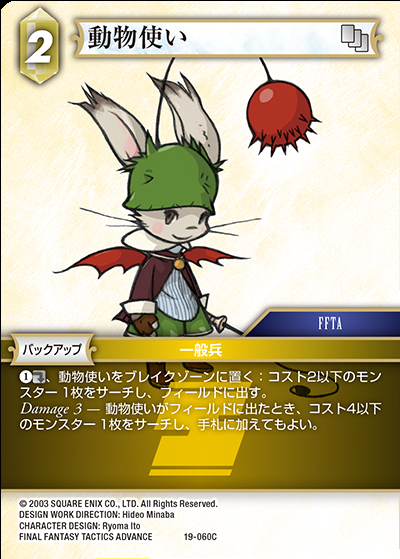 2
動物使い
FFTA
バックアップ
一般兵
❶、動物使いをブレイクゾーンに置く：コスト2以下のモン
スター 1枚をサーチし、フィールドに出す。
Damage 3 — 動物使いがフィールドに出たとき、コスト4以下
のモンスター 1枚をサーチし、手札に加えてもよい。
© 2003 SQUARE ENIX CO., LTD. All Rights Reserved.
DESIGN WORK DIRECTION: Hideo Minaba
CHARACTER DESIGN: Ryoma Ito
FINAL FANTASY TACTICS ADVANCE 19-060C